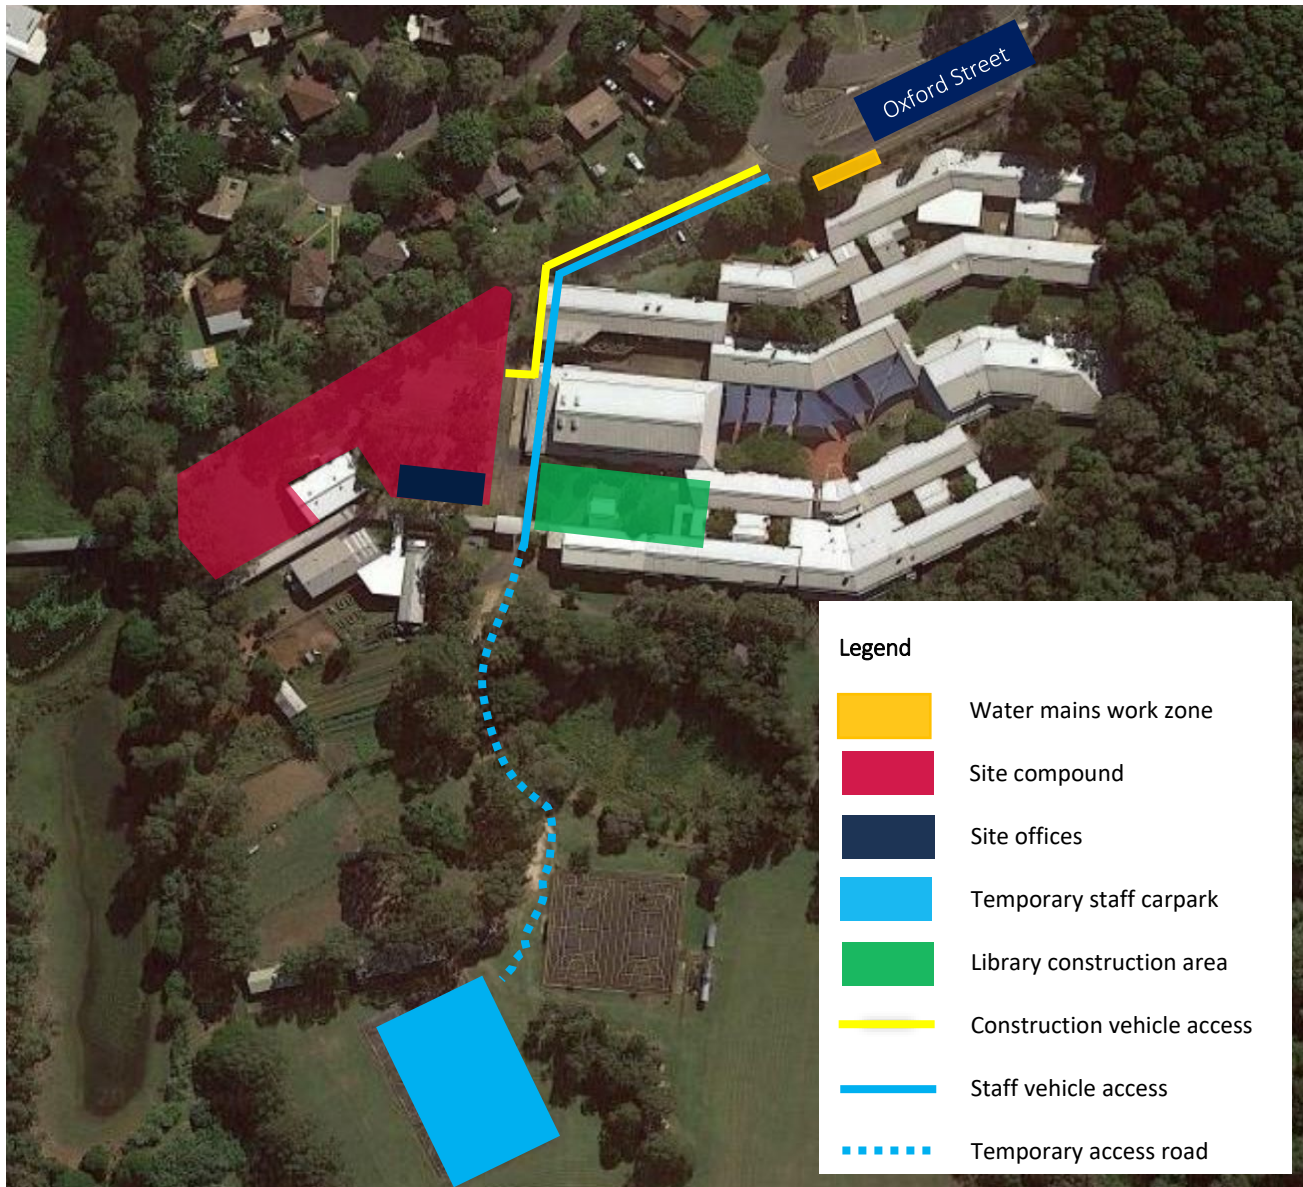 Oxford Street
Legend
Water mains work zone
Site compound
Site offices
Temporary staff carpark
Library construction area
Construction vehicle access
Staff vehicle access
Temporary access road